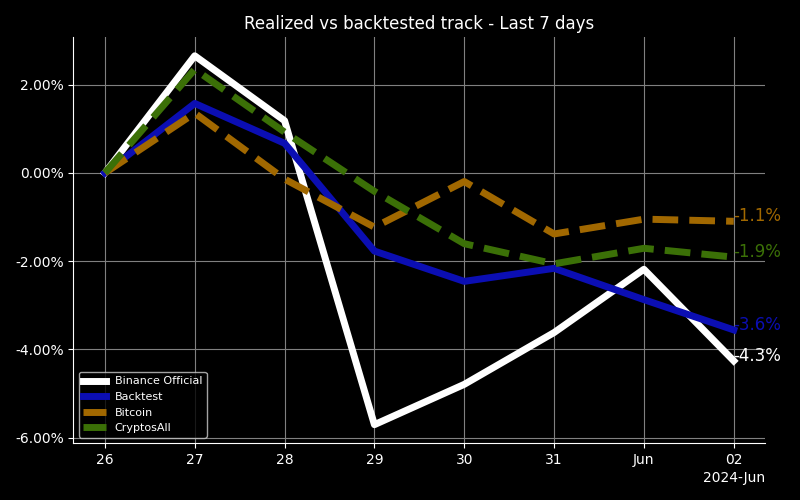 Realized vs backtested track - Last 7 days
2.00%
0.00%
-2.00%
-4.00%
-6.00%
-1.1%
-1.9%
-3.6%
-4.3%
Binance Official
Backtest
Bitcoin
CryptosAll
26 27 28 29 30 31 Jun 02
2024-Jun